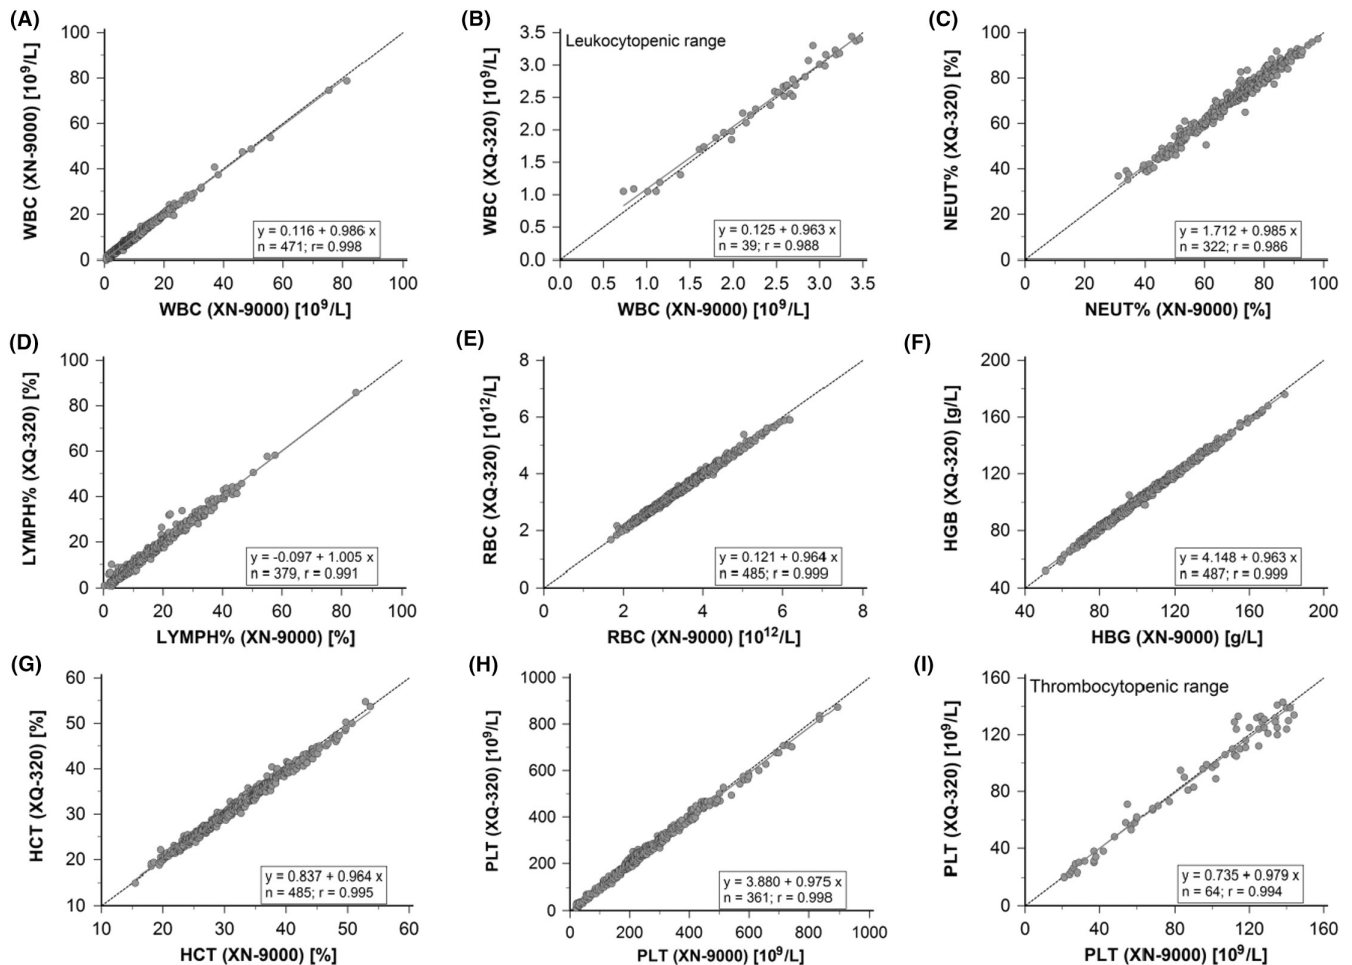 (A)
WBC (XN-9000) [10⁹/L]
100
80
60
40
20
0
y = 0.116 + 0.986 x
n = 471; r= 0.998
0 20 40 60 80 100
WBC (XN-9000) [10⁹/L]
(B)
WBC (XQ-320) [10⁹/L]
Leukocytopenic range
3.5
3.0
2.5
2.0
1.5
1.0
0.5
0.0
y = 0.125 + 0.963 x
n = 39; r = 0.988
0.0 0.5 1.0 1.5 2.0 2.5 3.0 3.5
WBC (XN-9000) [10⁹/L]
(C)
NEUT% (XQ-320) [%]
100
80
60
40
20
0
y = 1.712 + 0.985 x
n = 322; r = 0.986
0 20 40 60 80 100
NEUT% (XN-9000) [%]
(D)
LYMPH% (XQ-320) [%]
100
80
60
40
20
0
y = -0.097 + 1.005 x
n = 379, r = 0.991
0 20 40 60 80 100
LYMPH% (XN-9000) [%]
(E)
RBC (XQ-320) [10¹²/L]
8
6
4
2
0
y = 0.121 + 0.964 x
n = 485; r = 0.999
0 2 4 6 8
RBC (XN-9000) [10¹²/L]
(F)
HGB (XQ-320) [g/L]
200
160
120
80
40
y = 4.148 + 0.963 x
n = 487; r = 0.999
40 80 120 160 200
HBG (XN-9000) [g/L]
(G)
HCT (XQ-320) [%]
60
50
40
30
20
10
y = 0.837 + 0.964 x
n = 485; r = 0.995
10 20 30 40 50 60
HCT (XN-9000) [%]
(H)
PLT (XQ-320) [10⁹/L]
1000
800
600
400
200
0
y = 3.880 + 0.975 x
n = 361; r = 0.998
0 200 400 600 800 1000
PLT (XN-9000) [10⁹/L]
(I)
PLT (XQ-320) [10⁹/L]
Thrombocytopenic range
160
120
80
40
0
y = 0.735 + 0.979 x
n = 64; r = 0.994
0 40 80 120 160
PLT (XN-9000) [10⁹/L]